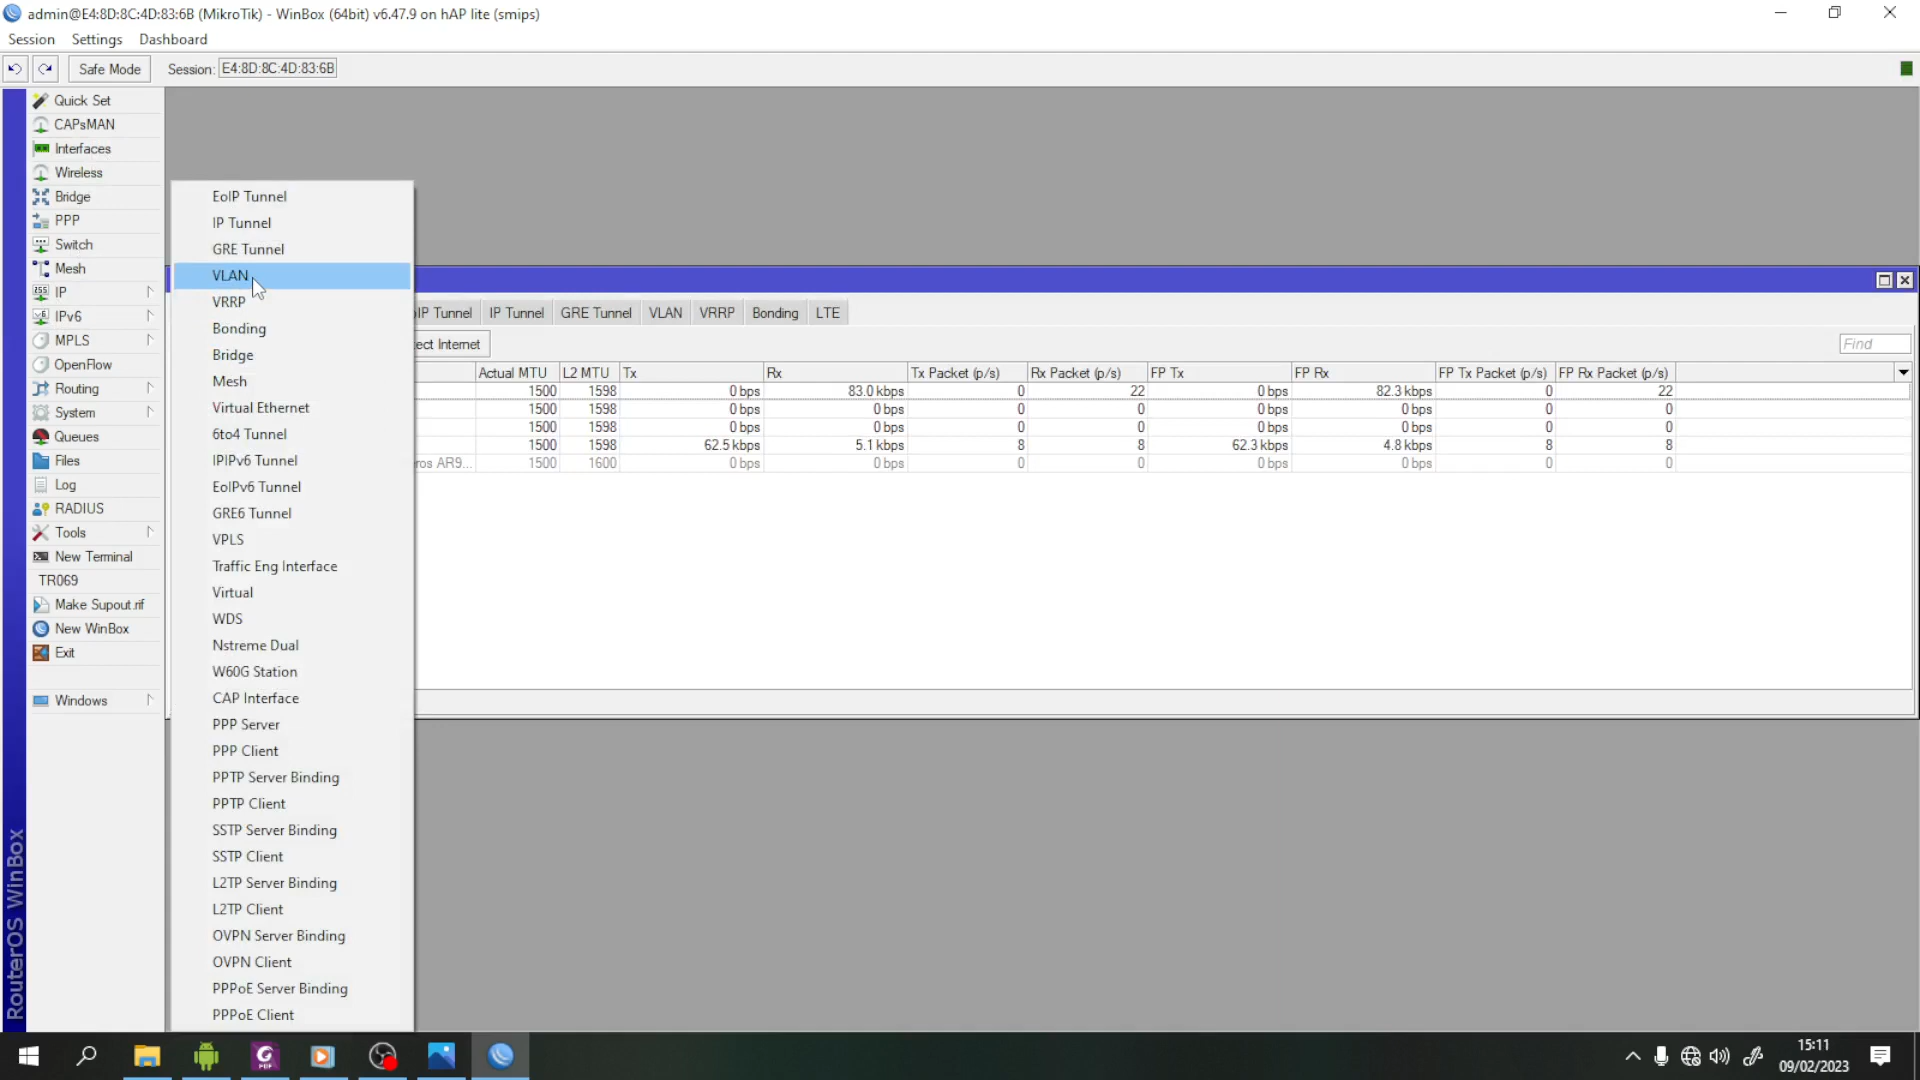 admin@E4:8D:8C:4D:83:6B (MikroTik) - WinBox (64bit) v6.47.9 on hAP lite (smips)
Session Settings Dashboard
Safe Mode Session: E4:8D:8C:4D:83:6B
Quick Set
CAPsMAN
Interfaces
Wireless
Bridge
PPP
Switch
Mesh
IP
IPv6
MPLS
OpenFlow
Routing
System
Queues
Files
Log
RADIUS
Tools
New Terminal
TR069
Make Supout.rif
New WinBox
Exit
Windows
RouterOS WinBox
EoIP Tunnel
IP Tunnel
GRE Tunnel
VLAN
VRRP
Bonding
Bridge
Mesh
Virtual Ethernet
6to4 Tunnel
IPIPv6 Tunnel
EoIPv6 Tunnel
GRE6 Tunnel
VPLS
Traffic Eng Interface
Virtual
WDS
Nstreme Dual
W60G Station
CAP Interface
PPP Server
PPP Client
PPTP Server Binding
PPTP Client
SSTP Server Binding
SSTP Client
L2TP Server Binding
L2TP Client
OVPN Server Binding
OVPN Client
PPPoE Server Binding
PPPoE Client
oIP Tunnel IP Tunnel GRE Tunnel VLAN VRRP Bonding LTE
ect Internet Find
Actual MTU L2 MTU Tx Rx Tx Packet (p/s) Rx Packet (p/s) FP Tx FP Rx FP Tx Packet (p/s) FP Rx Packet (p/s)
1500 1598 0 bps 83.0 kbps 0 22 0 bps 82.3 kbps 0 22
1500 1598 0 bps 0 bps 0 0 0 bps 0 bps 0 0
1500 1598 0 bps 0 bps 0 0 0 bps 0 bps 0 0
1500 1598 62.5 kbps 5.1 kbps 8 8 62.3 kbps 4.8 kbps 8 8
ros AR9... 1500 1600 0 bps 0 bps 0 0 0 bps 0 bps 0 0
15:11
09/02/2023